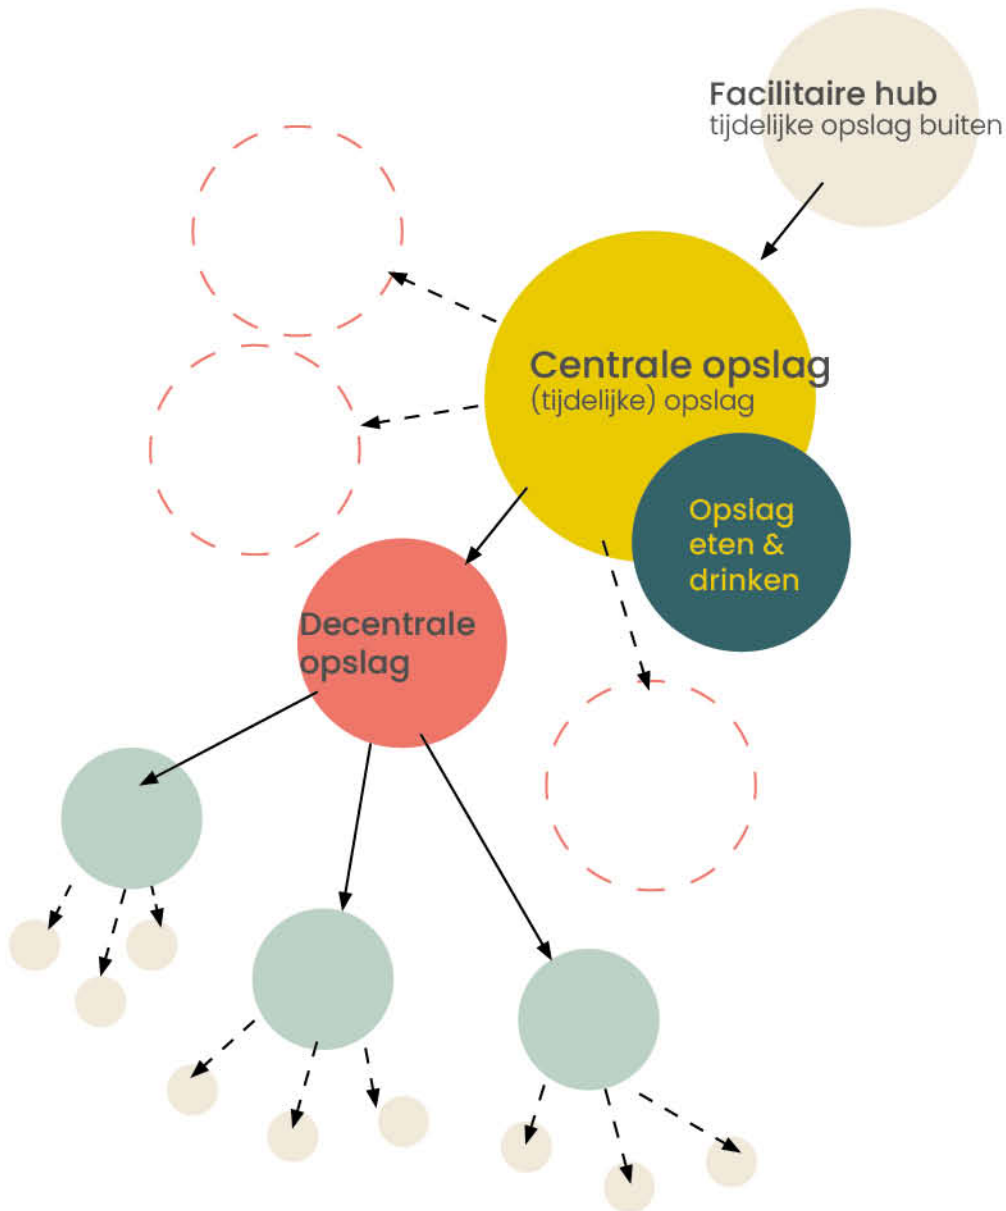 Facilitaire hub
tijdelijke opslag buiten
Centrale opslag
(tijdelijke) opslag
Opslag
eten &
drinken
Decentrale
opslag